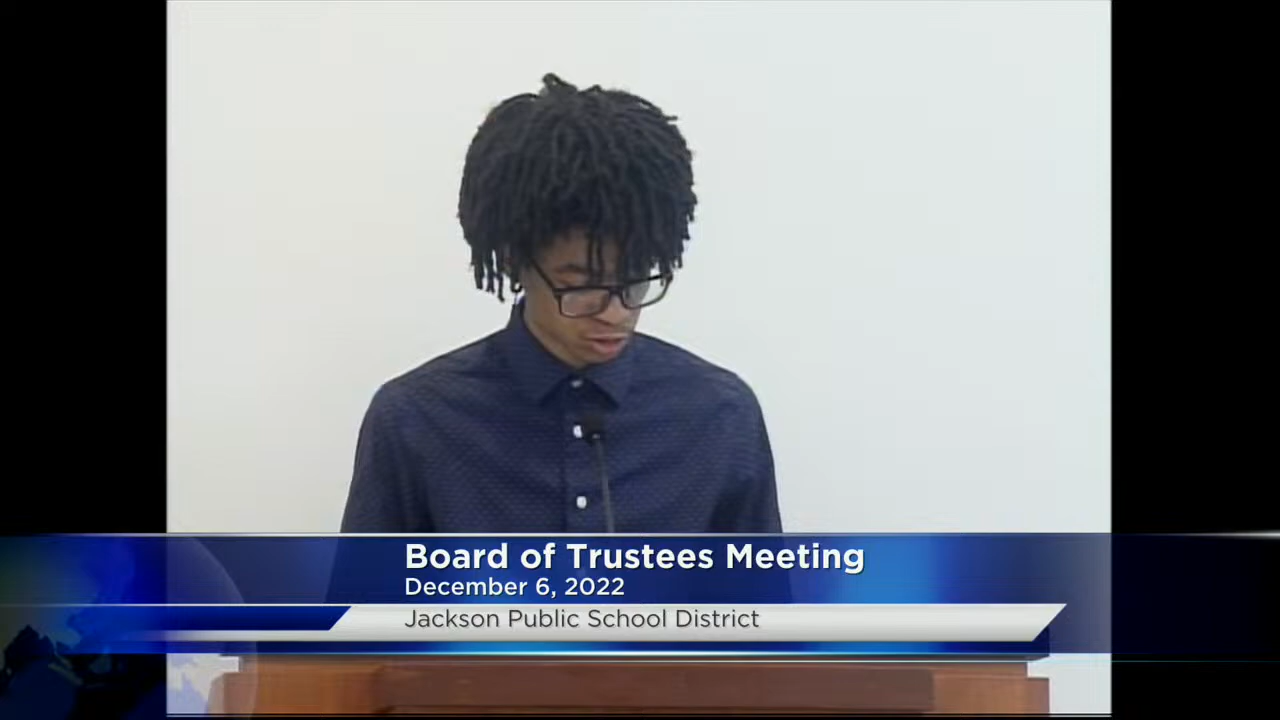 Board of Trustees Meeting
December 6, 2022
Jackson Public School District